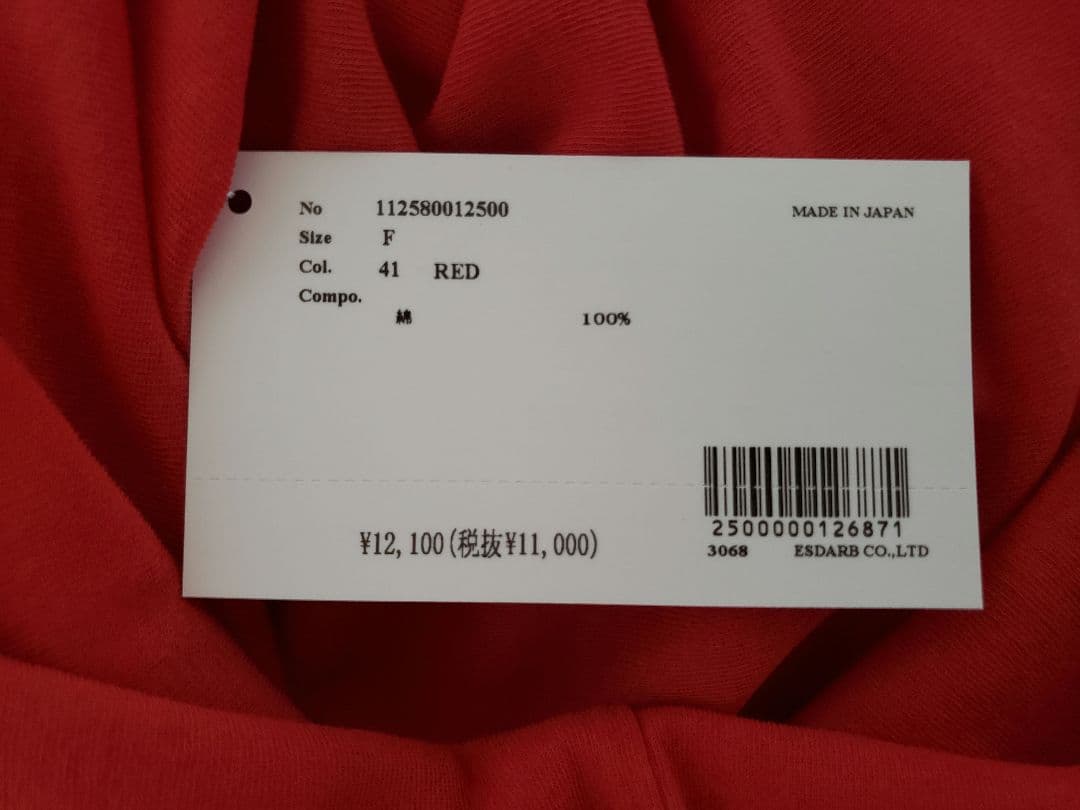 No 112580012500 MADE IN JAPAN
Size F
Col. 41 RED
Compo.
綿 100%
¥12,100(税抜¥11,000)
2500000126871
3068 ESDARB CO.,LTD